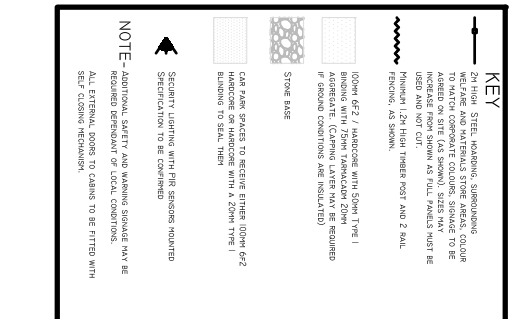 KEY
2M HIGH STEEL HOARDING, SURROUNDING
WELFARE AND MATERIALS STORE AREAS, COLOUR
TO MATCH CORPORATE COLOURS, SIGNAGE TO BE
AGREED ON SITE (AS SHOWN). SIZES MAY
INCREASE FROM SHOWN AS FULL PANELS MUST BE
USED AND NOT CUT.
MINIMUM 1.2M HIGH TIMBER POST AND 2 RAIL
FENCING, AS SHOWN.
100MM 6F2 / HARDCORE WITH 50MM TYPE 1
BINDING WITH 75MM TARMACADM 20MM
AGGREGATE. (CAPPING LAYER MAY BE REQUIRED
IF GROUND CONDITIONS ARE INSULATED)
STONE BASE
CAR PARK SPACES TO RECEIVE EITHER 100MM 6F2
HARDCORE OR HARDCORE WITH A 20MM TYPE 1
BLINDING TO SEAL THEM
SECURITY LIGHTING WITH PIR SENSORS MOUNTED
SPECIFICATION TO BE CONFIRMED
NOTE- ADDITIONAL SAFETY AND WARNING SIGNAGE MAY BE
REQUIRED DEPENDANT OF LOCAL CONDITIONS.
ALL EXTERNAL DOORS TO CABINS TO BE FITTED WITH
SELF CLOSING MECHANISM.